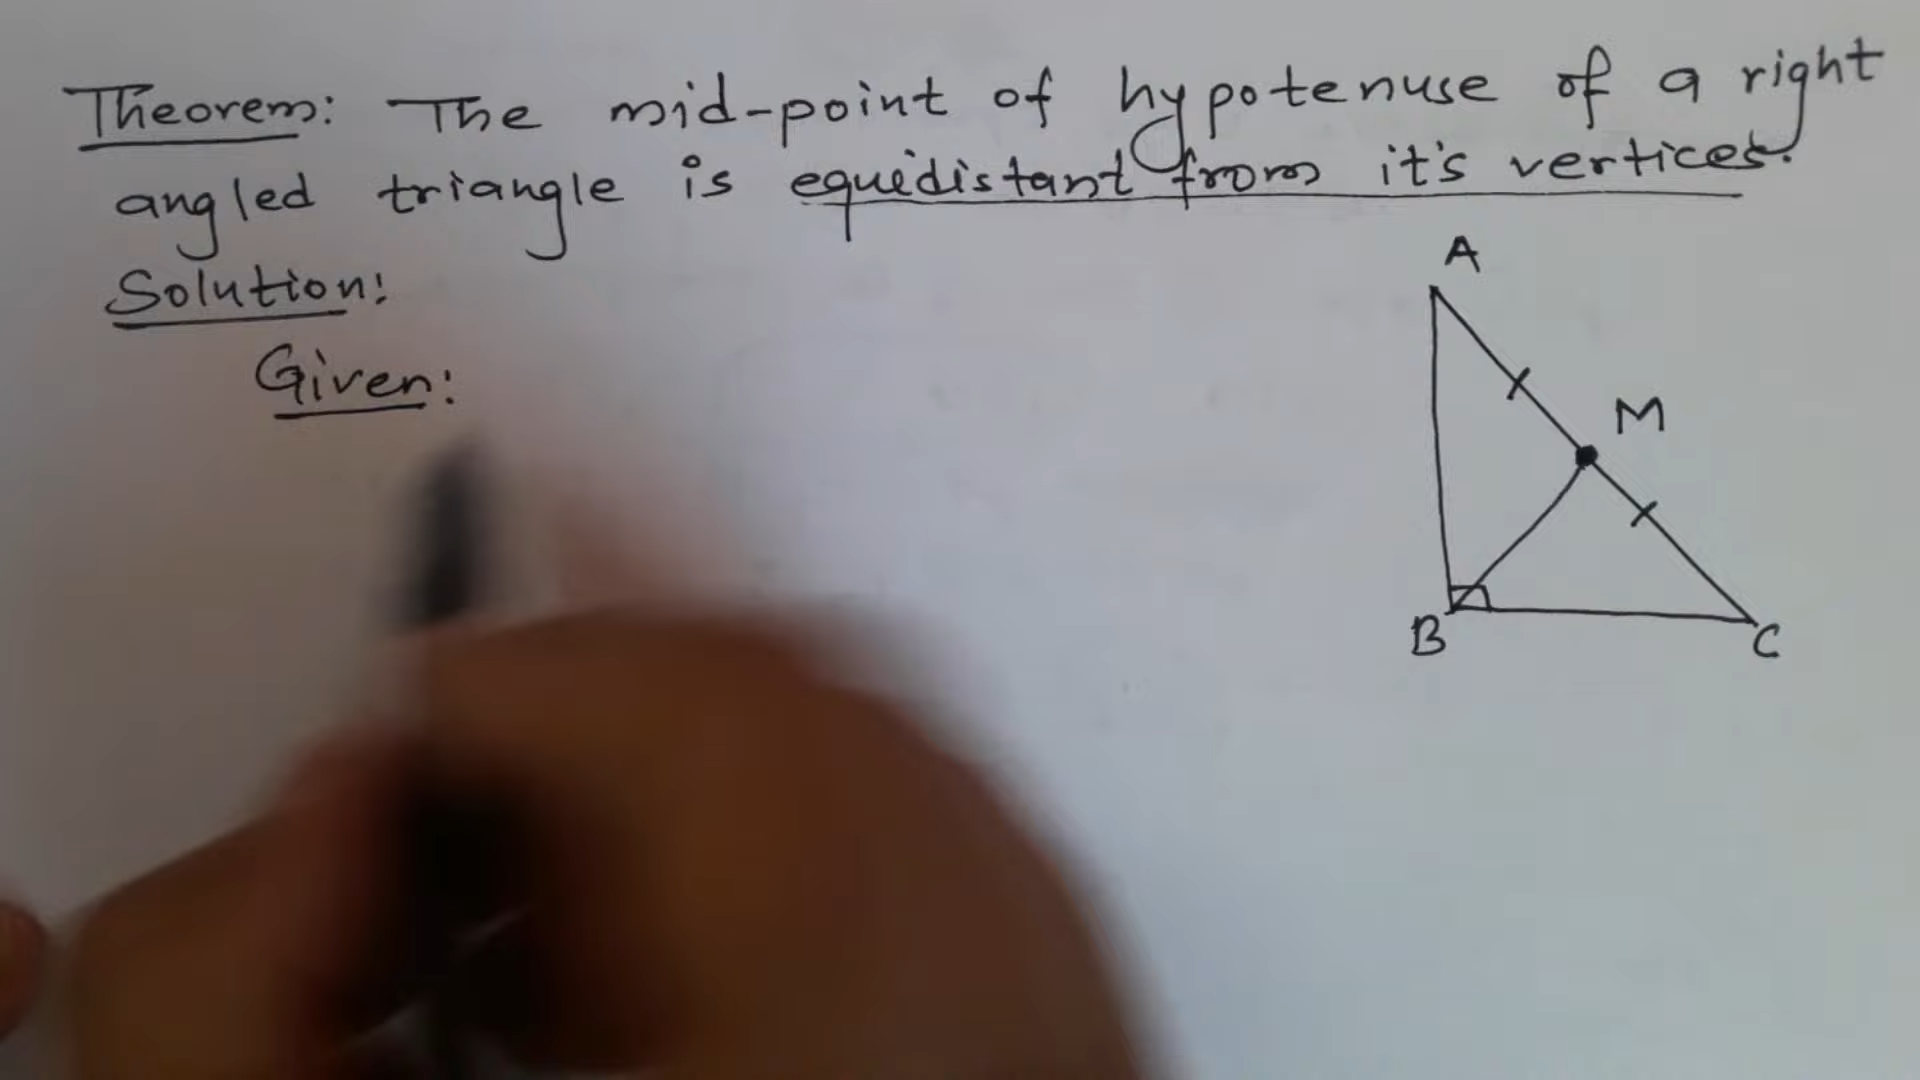 Theorem: The mid-point of hypotenuse of a right
angled triangle is equidistant from it's vertices.
Solution:
Given:
A
M
B
C